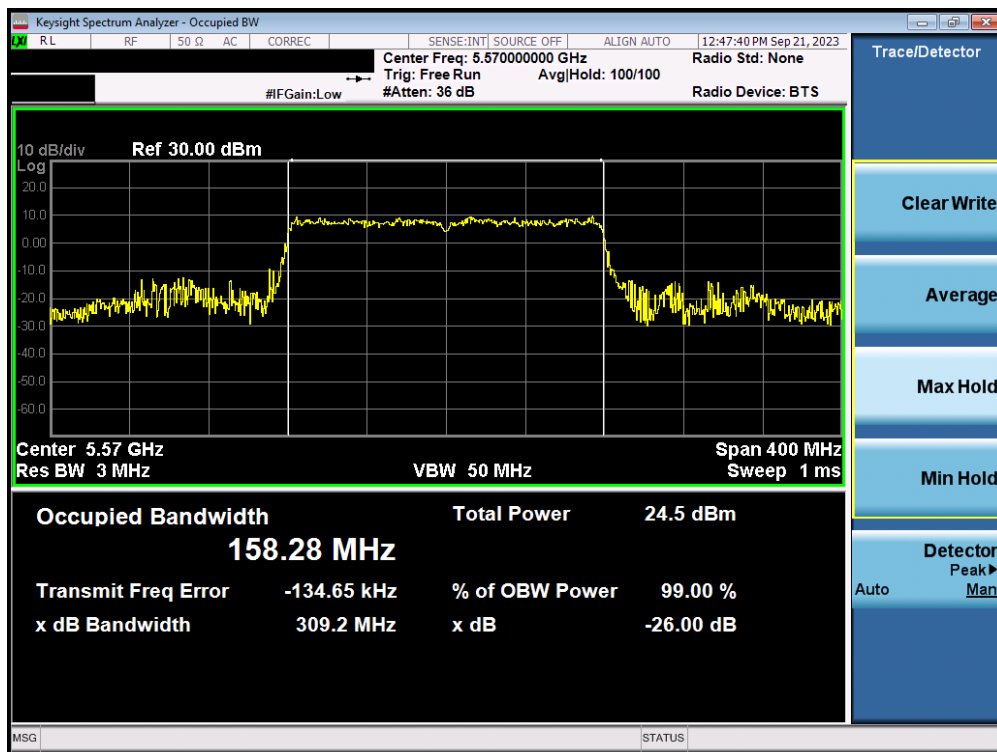 Keysight Spectrum Analyzer - Occupied BW
LXI RL RF 50 Ω AC CORREC SENSE:INT SOURCE OFF ALIGN AUTO 12:47:40 PM Sep 21, 2023
Center Freq: 5.570000000 GHz Radio Std: None
Trig: Free Run Avg|Hold: 100/100
#IFGain:Low #Atten: 36 dB Radio Device: BTS
10 dB/div Ref 30.00 dBm
Log
20.0
10.0
0.00
-10.0
-20.0
-30.0
-40.0
-50.0
-60.0
Center 5.57 GHz Span 400 MHz
Res BW 3 MHz VBW 50 MHz Sweep 1 ms
Occupied Bandwidth Total Power 24.5 dBm
158.28 MHz
Transmit Freq Error -134.65 kHz % of OBW Power 99.00 %
x dB Bandwidth 309.2 MHz x dB -26.00 dB
MSG STATUS
Trace/Detector
Clear Write
Average
Max Hold
Min Hold
Detector
Peak▶
Auto Man